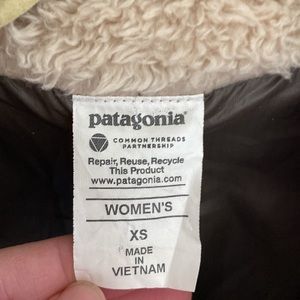 patagonia
COMMON THREADS
PARTNERSHIP
Repair, Reuse, Recycle
This Product
www.patagonia.com
WOMEN'S
XS
MADE
IN
VIETNAM